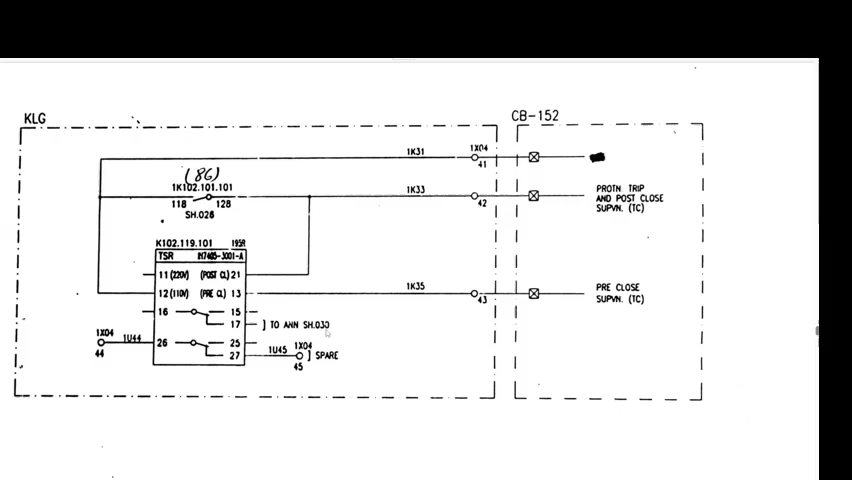 KLG
CB-152
1K31
1X04
41
(86)
1K102.101.101
118
128
SH.026
1K33
42
PROTN. TRIP
AND POST CLOSE
SUPVN. (TC)
K102.119.101
195R
TSR
11(220V)
(POST CL) 21
12(110V)
(PRE CL) 13
1K35
43
PRE CLOSE
SUPVN. (TC)
16
15
17
] TO ANN SH.030
1X04
44
1U44
26
25
27
1U45
1X04
45
] SPARE